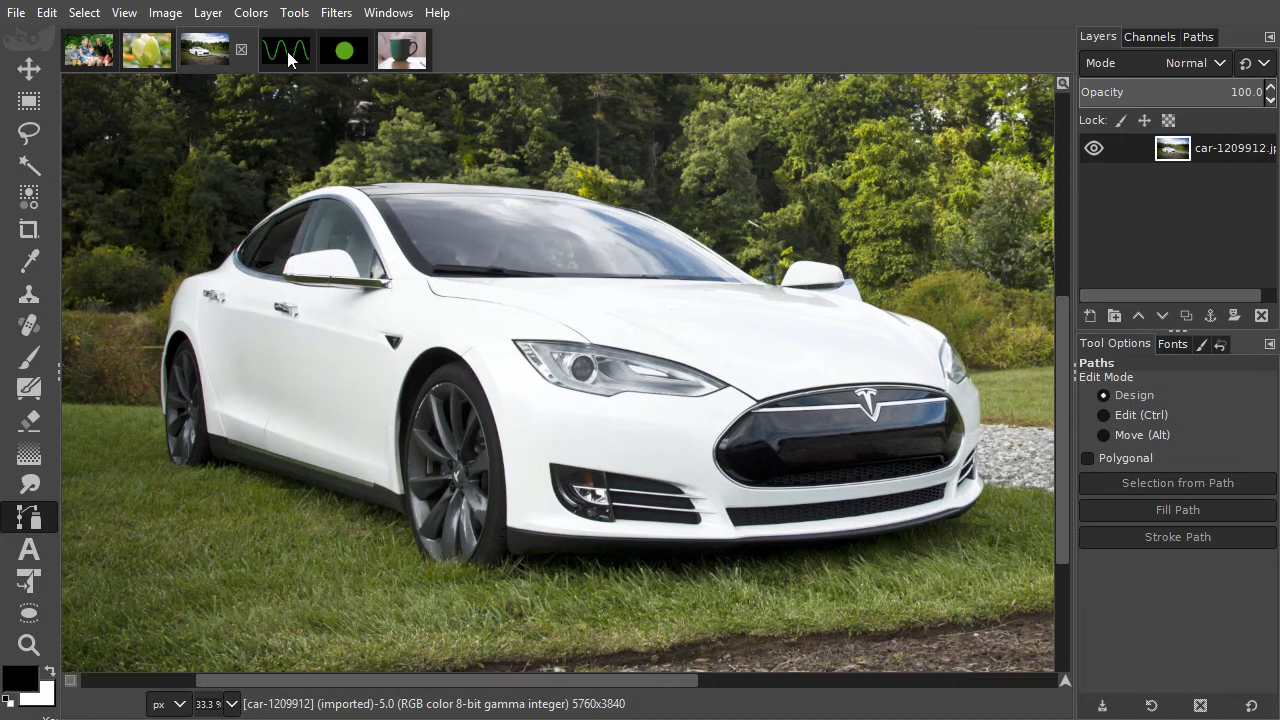 File Edit Select View Image Layer Colors Tools Filters Windows Help
Layers Channels Paths
Mode Normal
Opacity 100.0
Lock:
car-1209912.jp
Tool Options Fonts
Paths
Edit Mode
Design
Edit (Ctrl)
Move (Alt)
Polygonal
Selection from Path
Fill Path
Stroke Path
px 33.3 % [car-1209912] (imported)-5.0 (RGB color 8-bit gamma integer) 5760x3840